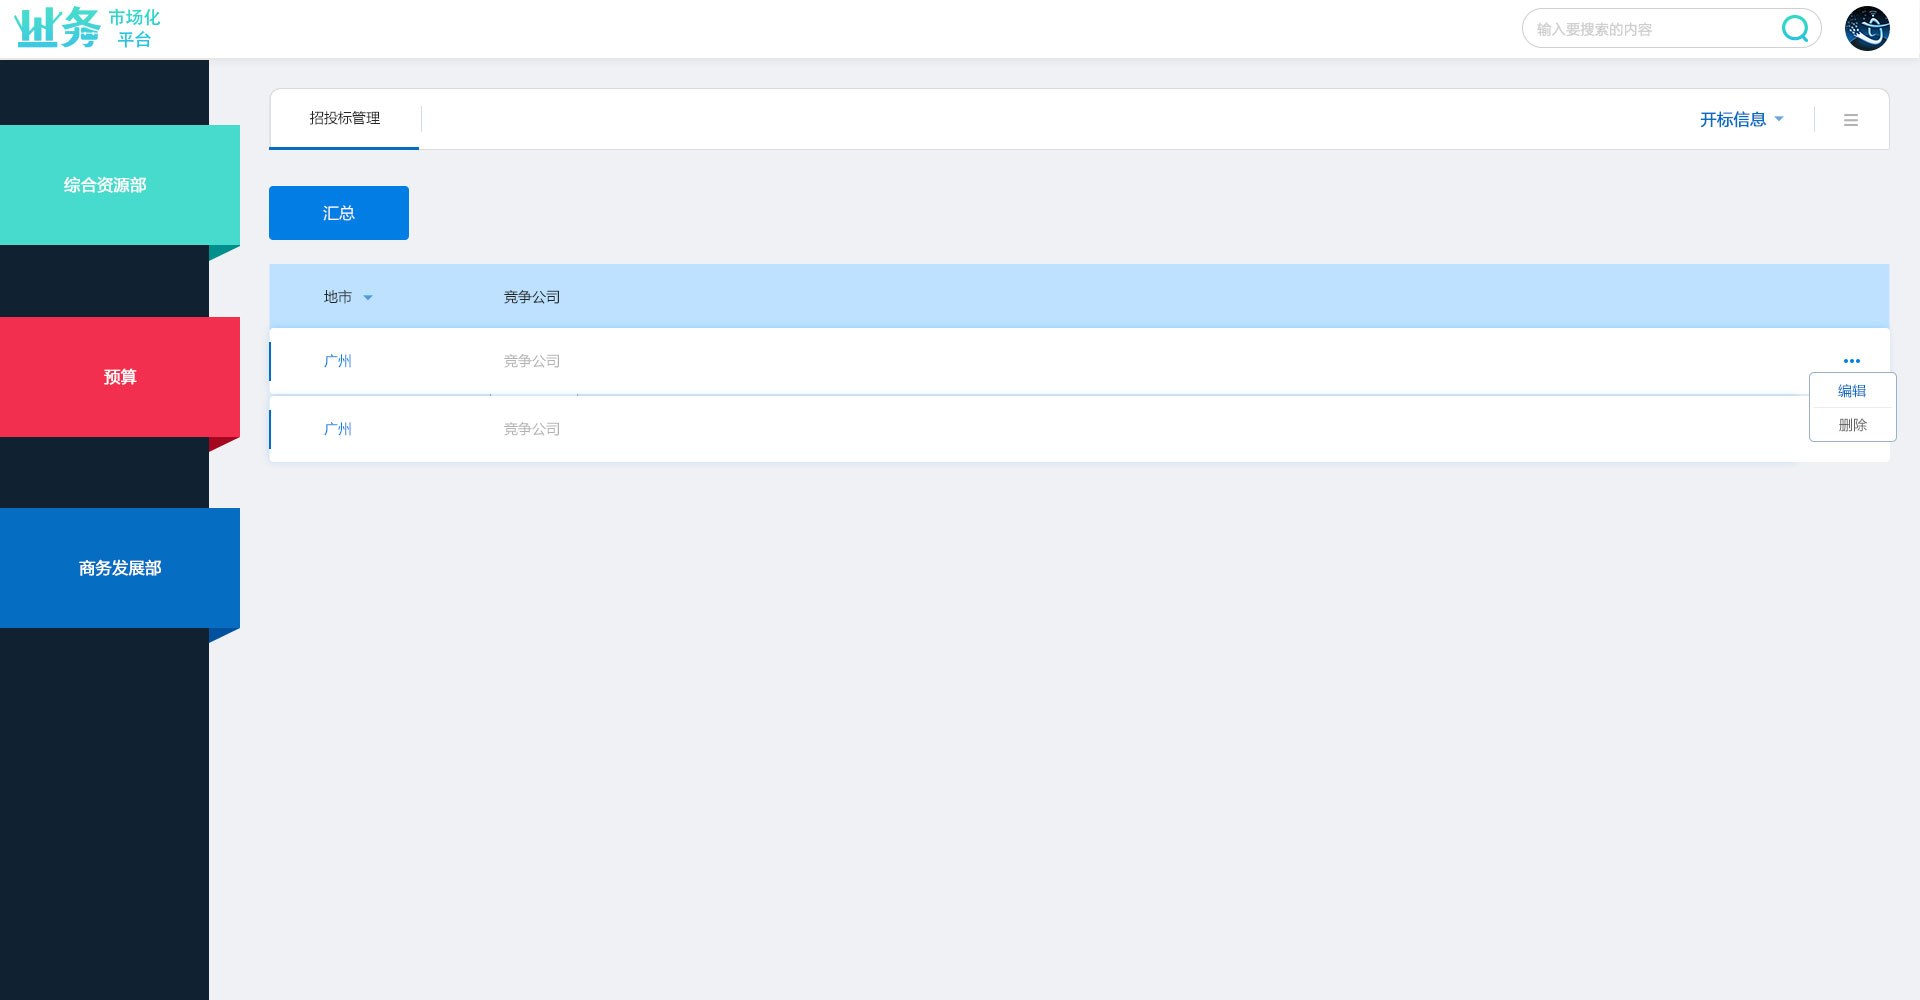 业务 市场化
平台
输入要搜索的内容
招投标管理
开标信息
综合资源部
汇总
地市 竞争公司
广州 竞争公司
预算
编辑
广州 竞争公司
删除
商务发展部